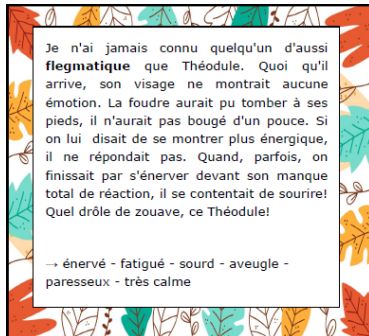 Je n'ai jamais connu quelqu'un d'aussi
flegmatique que Théodule. Quoi qu'il
arrive, son visage ne montrait aucune
émotion. La foudre aurait pu tomber à ses
pieds, il n'aurait pas bougé d'un pouce. Si
on lui disait de se montrer plus énergique,
il ne répondait pas. Quand, parfois, on
finissait par s'énerver devant son manque
total de réaction, il se contentait de sourire!
Quel drôle de zouave, ce Théodule!
→ énervé - fatigué - sourd - aveugle -
paresseux - très calme